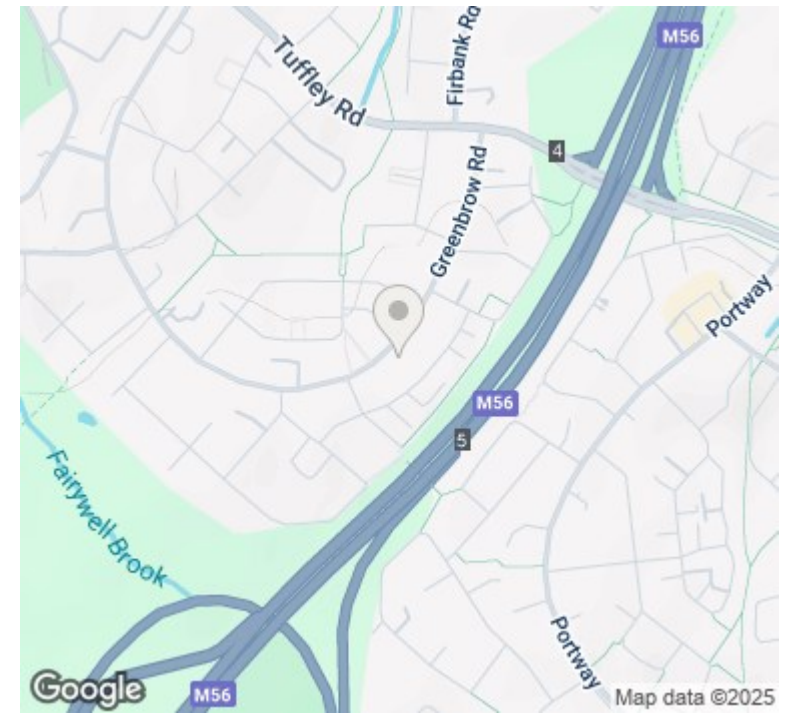 M56
Firbank Rd
Tuffley Rd
4
Greenbrow Rd
Portway
M56
5
Fairywell Brook
Portway
Google
M56
Map data ©2025